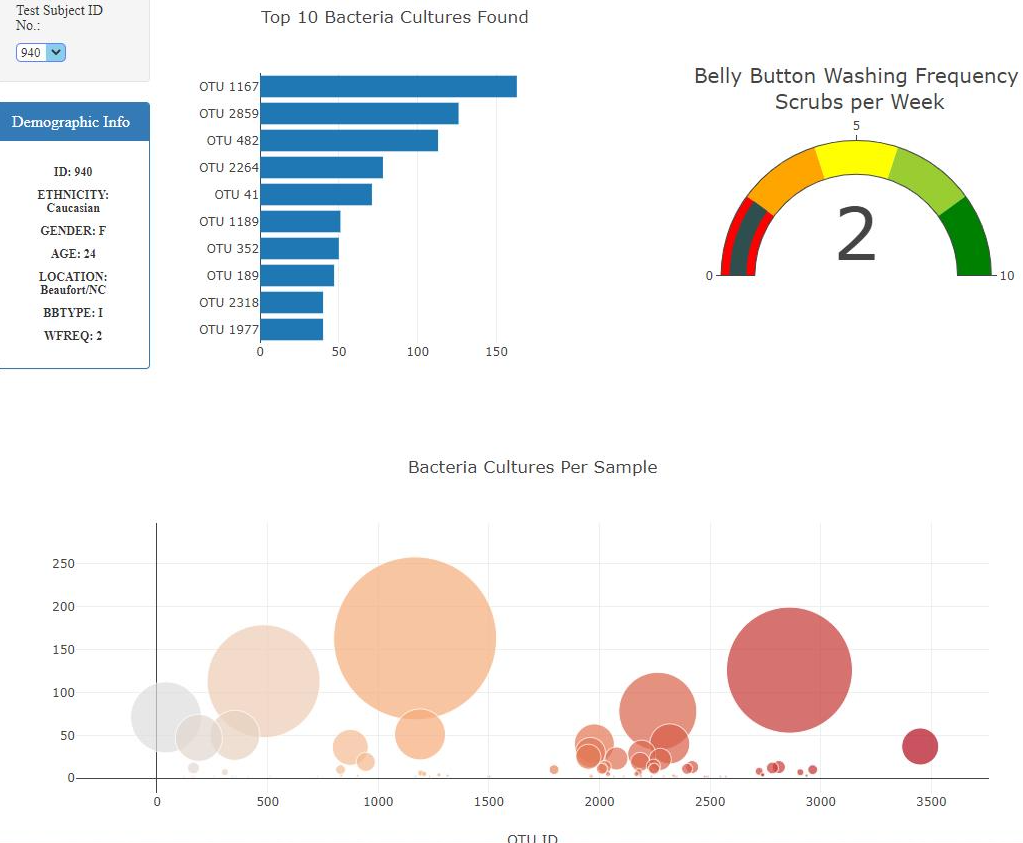 Test Subject ID
No.:
940
Demographic Info
ID: 940
ETHNICITY:
Caucasian
GENDER: F
AGE: 24
LOCATION:
Beaufort/NC
BBTYPE: I
WFREQ: 2
Top 10 Bacteria Cultures Found
OTU 1167
OTU 2859
OTU 482
OTU 2264
OTU 41
OTU 1189
OTU 352
OTU 189
OTU 2318
OTU 1977
0 50 100 150
Belly Button Washing Frequency
Scrubs per Week
5
2
0 10
Bacteria Cultures Per Sample
250
200
150
100
50
0
0 500 1000 1500 2000 2500 3000 3500
OTU ID